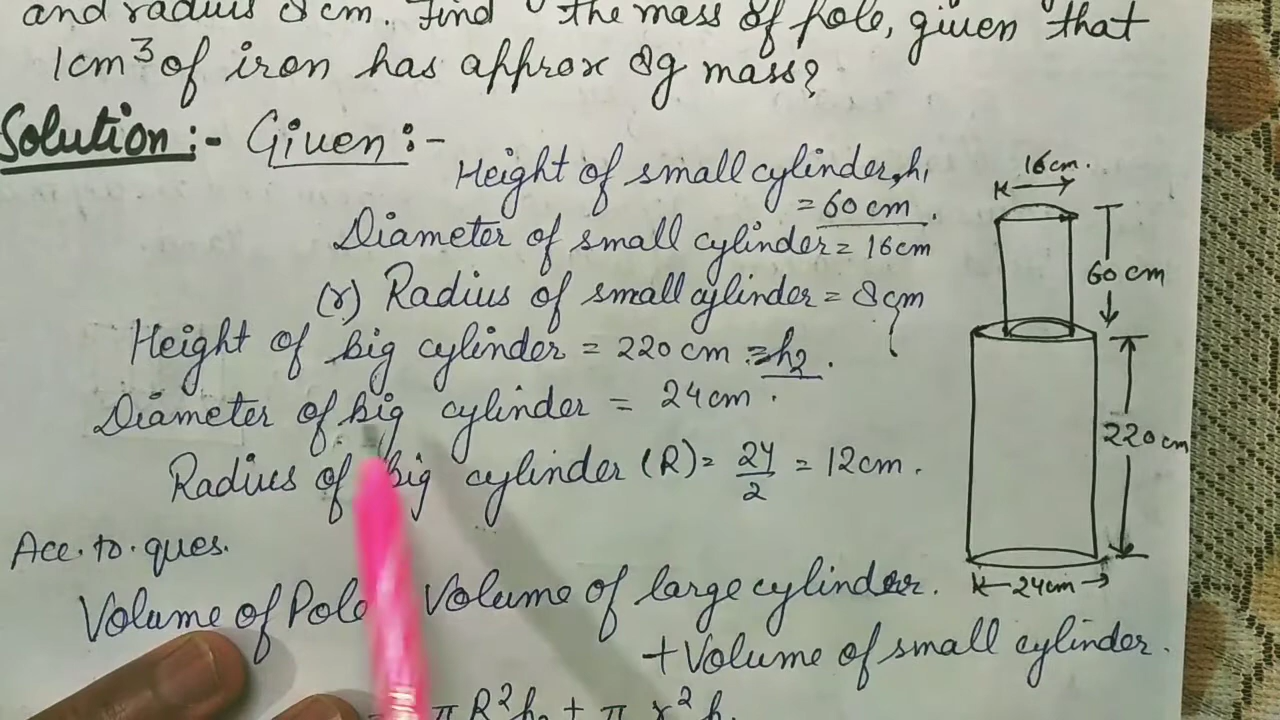 and radius 8 cm. Find the mass of pole, given that
1cm³ of iron has approx 8g mass?
Solution :- Given :-
Height of small cylinder, h₁
= 60 cm.
Diameter of small cylinder = 16cm
(r) Radius of small cylinder = 8cm
Height of big cylinder = 220 cm = h₂.
Diameter of big cylinder = 24cm.
Radius of big cylinder (R) = 24/2 = 12cm.
Acc. to. ques.
Volume of Pole Volume of large cylinder.
+ Volume of small cylinder.
π R²h₂ + π r²h₁
16cm.
60 cm
220 cm
24cm